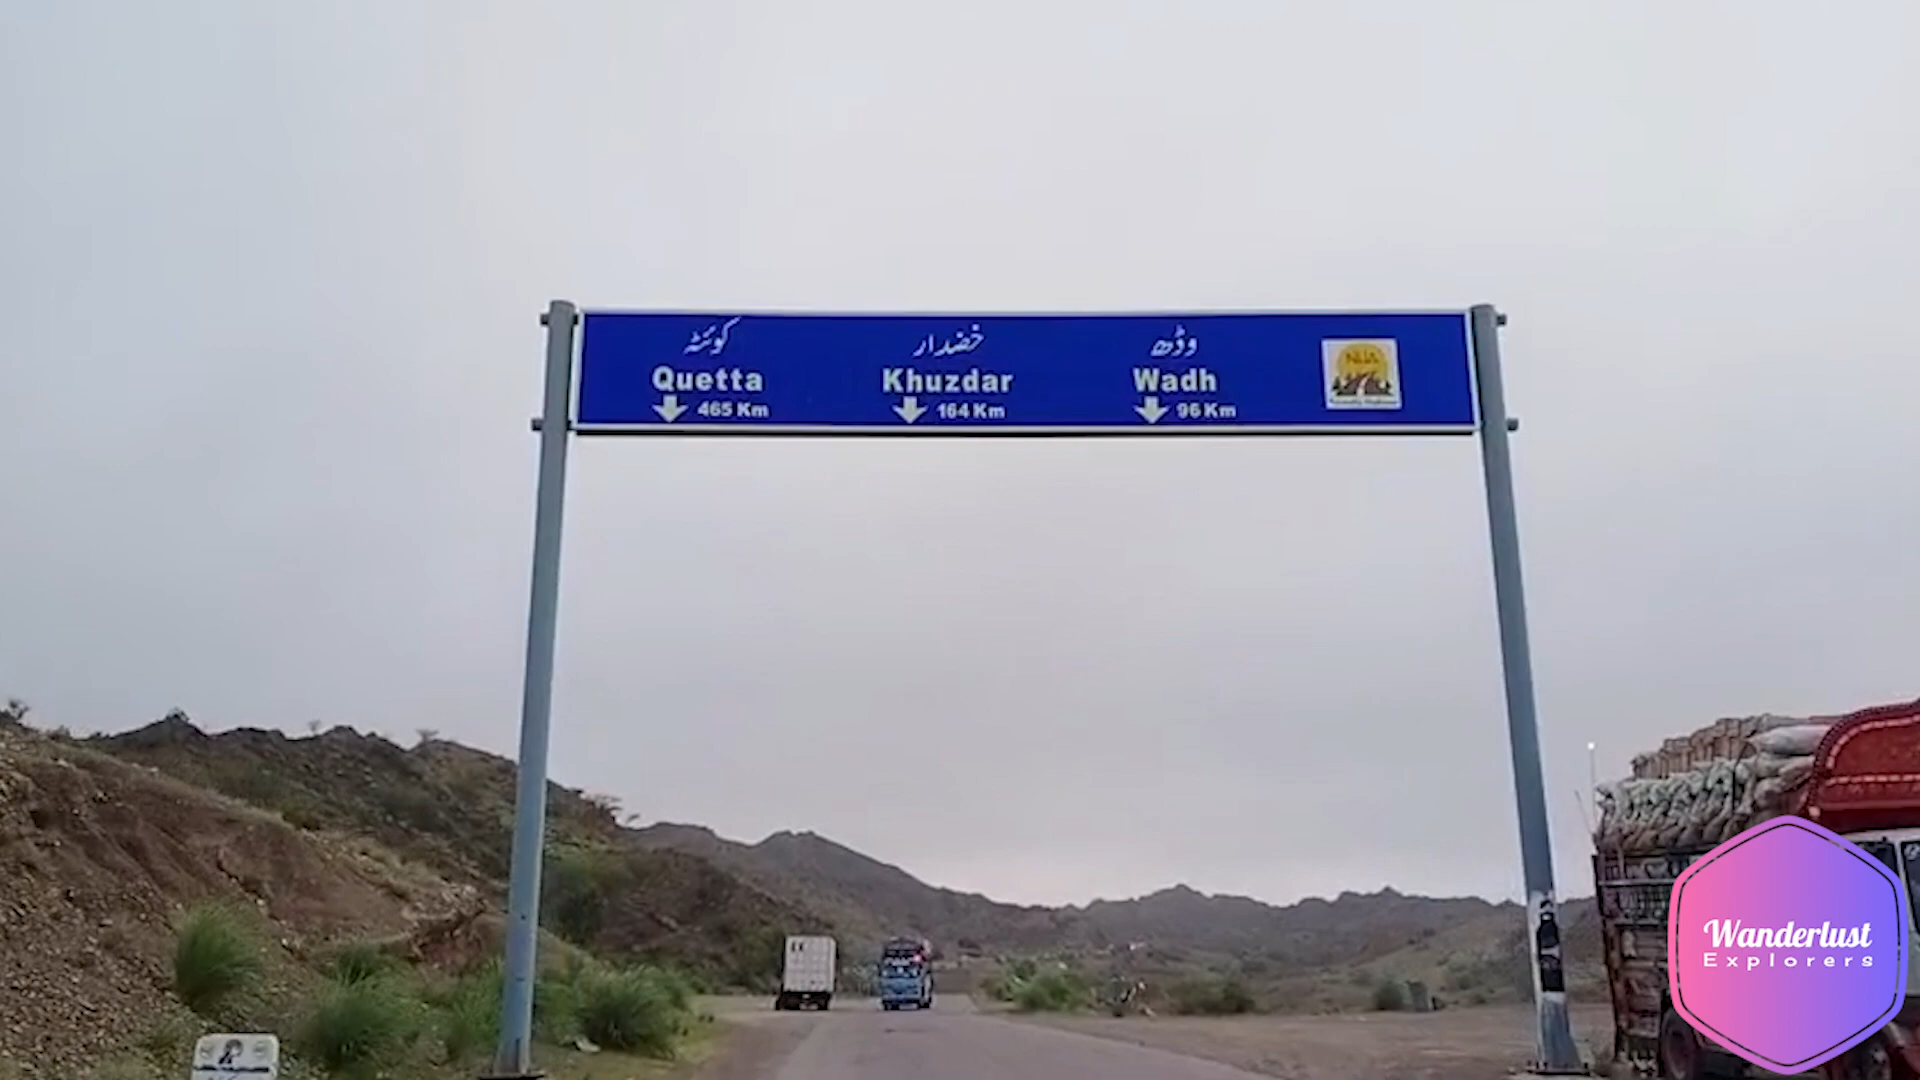 کوئٹہ
Quetta
465 Km
خضدار
Khuzdar
164 Km
وڈھ
Wadh
96 Km
NHA
Wanderlust
Explorers